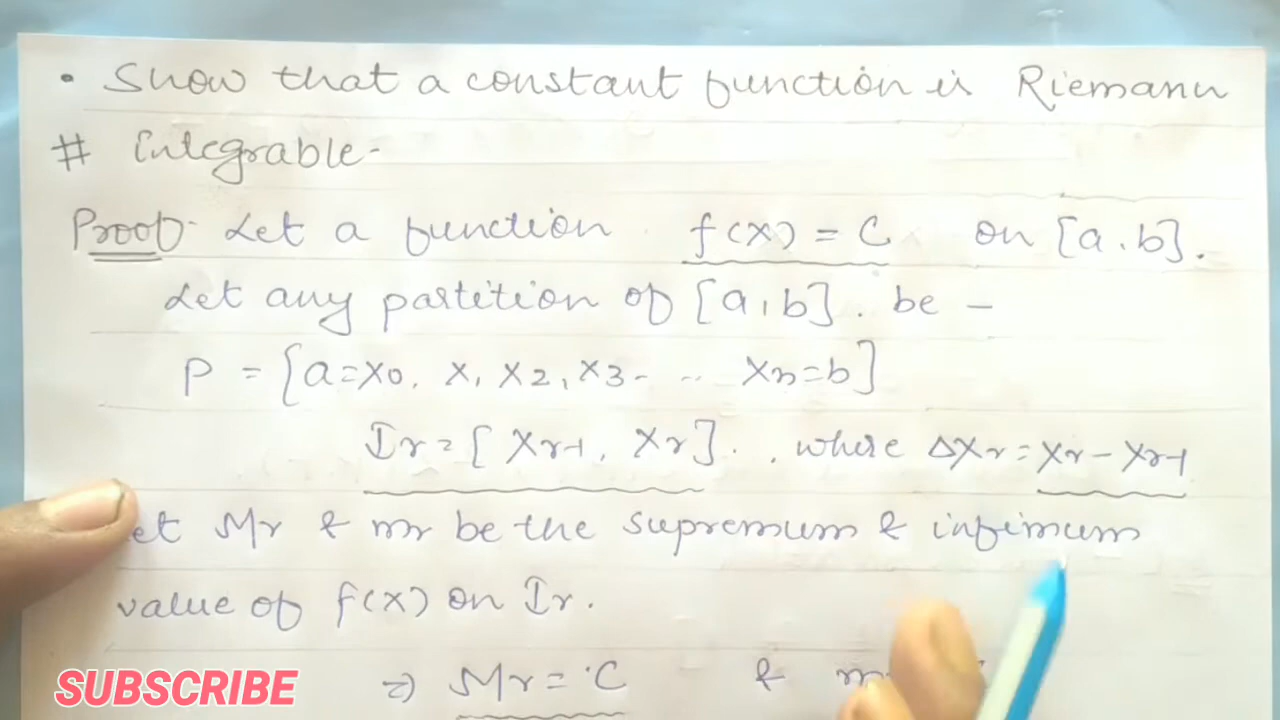 • Show that a constant function is Riemann
# Integrable-
Proof- Let a function f(x) = C on [a,b].
Let any partition of [a,b]. be -
P = [a=x0, x1 x2, x3- .. xn=b]
Ir = [xr-1, xr]. , where Δxr = xr - xr-1
et Mr & mr be the supremum & infimum
value of f(x) on Ir.
=> Mr = C &
SUBSCRIBE